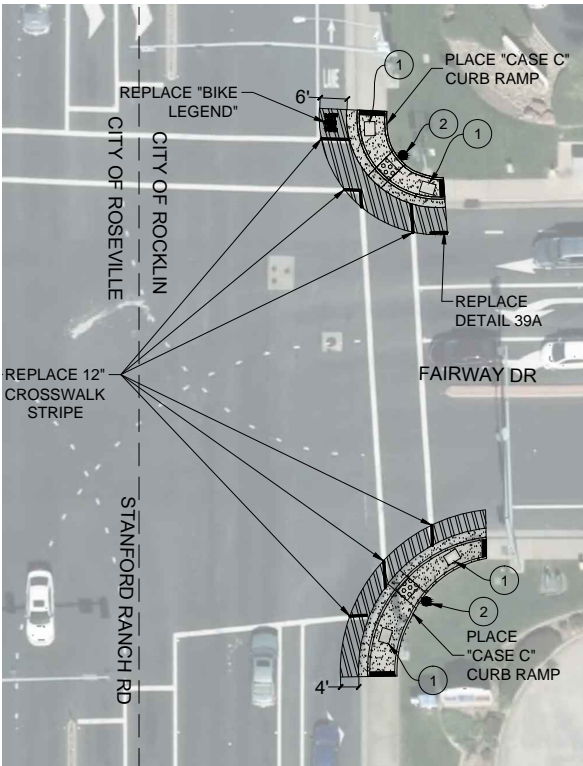 LANE
6'
1
PLACE "CASE C"
CURB RAMP
REPLACE "BIKE
LEGEND"
2
1
CITY OF ROSEVILLE
CITY OF ROCKLIN
REPLACE
DETAIL 39A
REPLACE 12"
CROSSWALK
STRIPE
FAIRWAY DR
STANFORD RANCH RD
1
2
PLACE
"CASE C"
CURB RAMP
1
4'